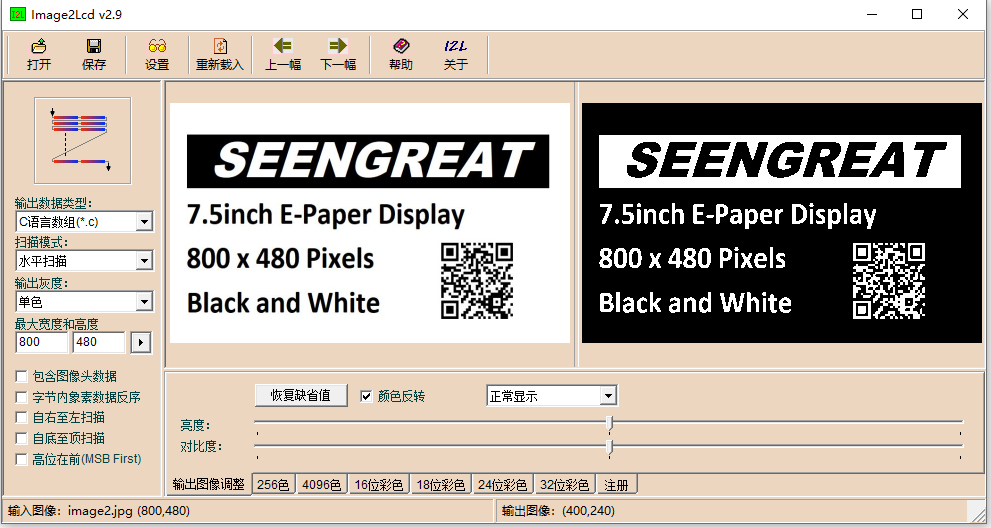 Image2Lcd v2.9
打开 保存 设置 重新载入 上一幅 下一幅 帮助 关于
I2L
输出数据类型:
C语言数组(*.c)
扫描模式:
水平扫描
输出灰度:
单色
最大宽度和高度
800 480
包含图像头数据
字节内象素数据反序
自右至左扫描
自底至顶扫描
高位在前(MSB First)
SEENGREAT
7.5inch E-Paper Display
800 x 480 Pixels
Black and White
SEENGREAT
7.5inch E-Paper Display
800 x 480 Pixels
Black and White
恢复缺省值 颜色反转 正常显示
亮度:
对比度:
输出图像调整 256色 4096色 16位彩色 18位彩色 24位彩色 32位彩色 注册
输入图像: image2.jpg (800,480) 输出图像: (400,240)